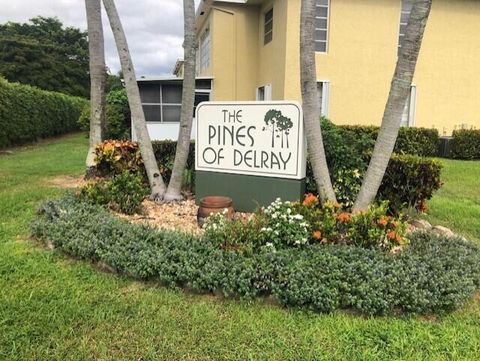 THE
PINES
OF DELRAY